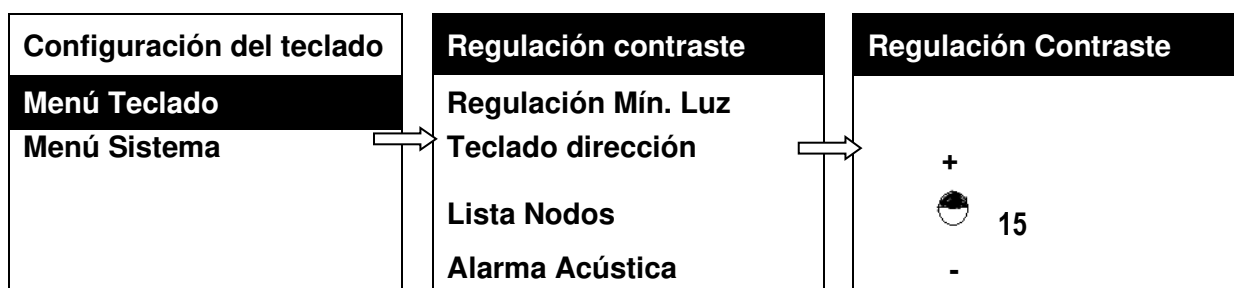 Configuración del teclado
Menú Teclado
Menú Sistema
Regulación contraste
Regulación Mín. Luz
Teclado dirección
Lista Nodos
Alarma Acústica
Regulación Contraste
+
15
-